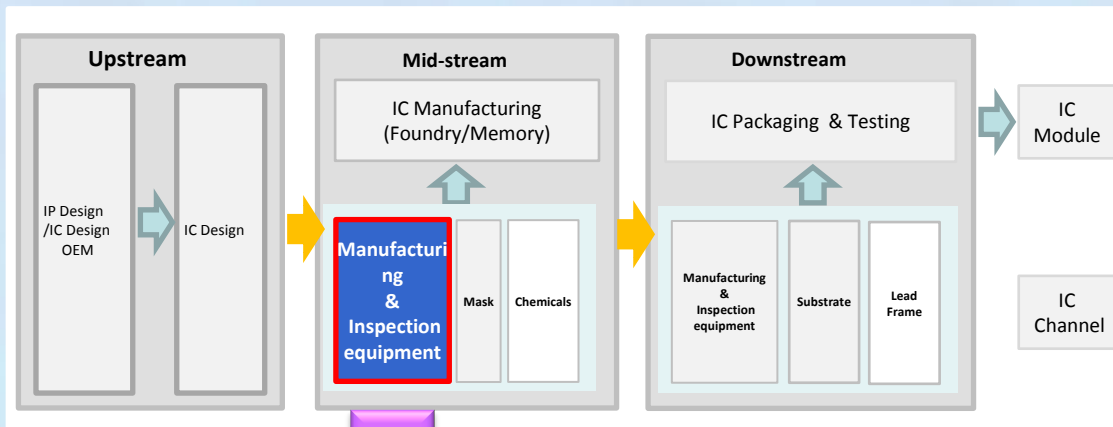 Upstream
IP Design
/IC Design
OEM
IC Design
Mid-stream
IC Manufacturing
(Foundry/Memory)
Manufacturi
ng
&
Inspection
equipment
Mask
Chemicals
Downstream
IC Packaging & Testing
Manufacturing
&
Inspection
equipment
Substrate
Lead
Frame
IC
Module
IC
Channel